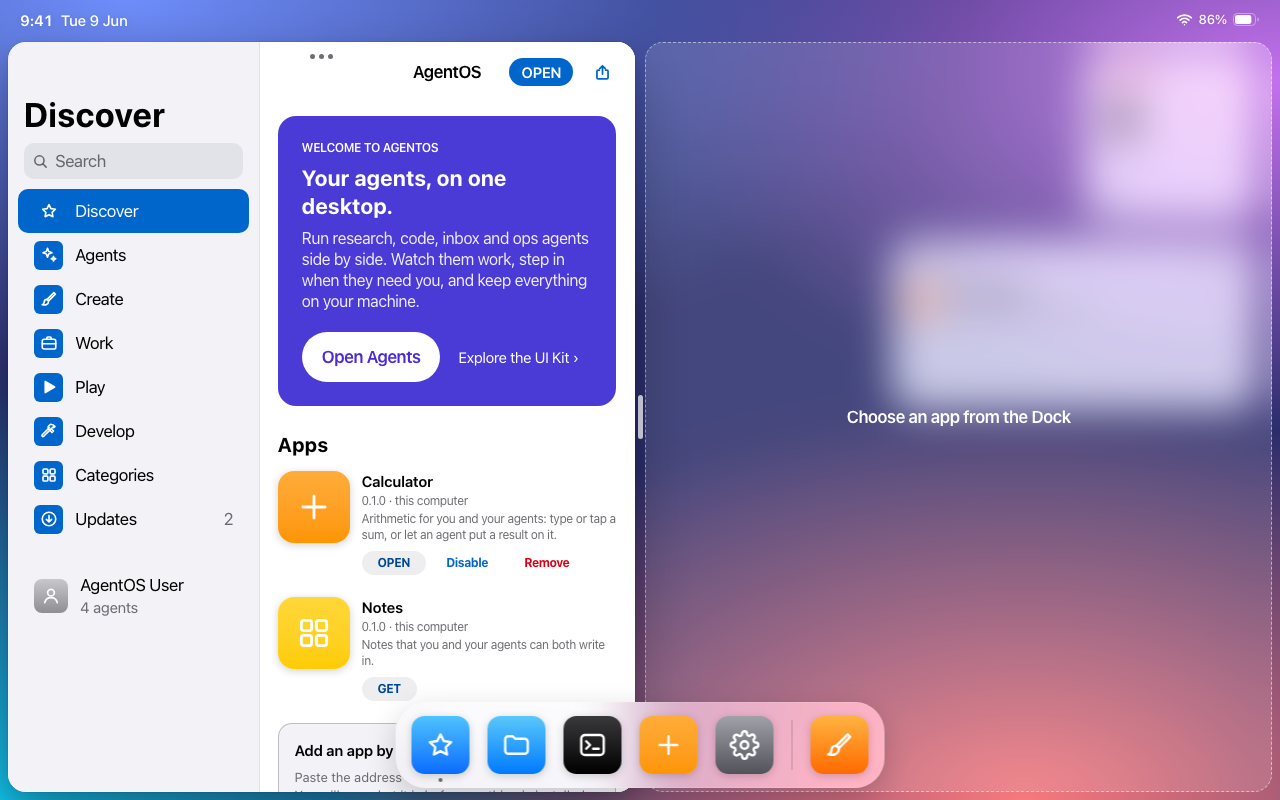 9:41 Tue 9 Jun
86%
Discover
Search
Discover
Agents
Create
Work
Play
Develop
Categories
Updates 2
AgentOS User
4 agents
AgentOS
OPEN
WELCOME TO AGENTOS
Your agents, on one
desktop.
Run research, code, inbox and ops agents
side by side. Watch them work, step in
when they need you, and keep everything
on your machine.
Open Agents
Explore the UI Kit ›
Apps
Calculator
0.1.0 · this computer
Arithmetic for you and your agents: type or tap a
sum, or let an agent put a result on it.
OPEN Disable Remove
Notes
0.1.0 · this computer
Notes that you and your agents can both write
in.
GET
Add an app by
Paste the address
Choose an app from the Dock